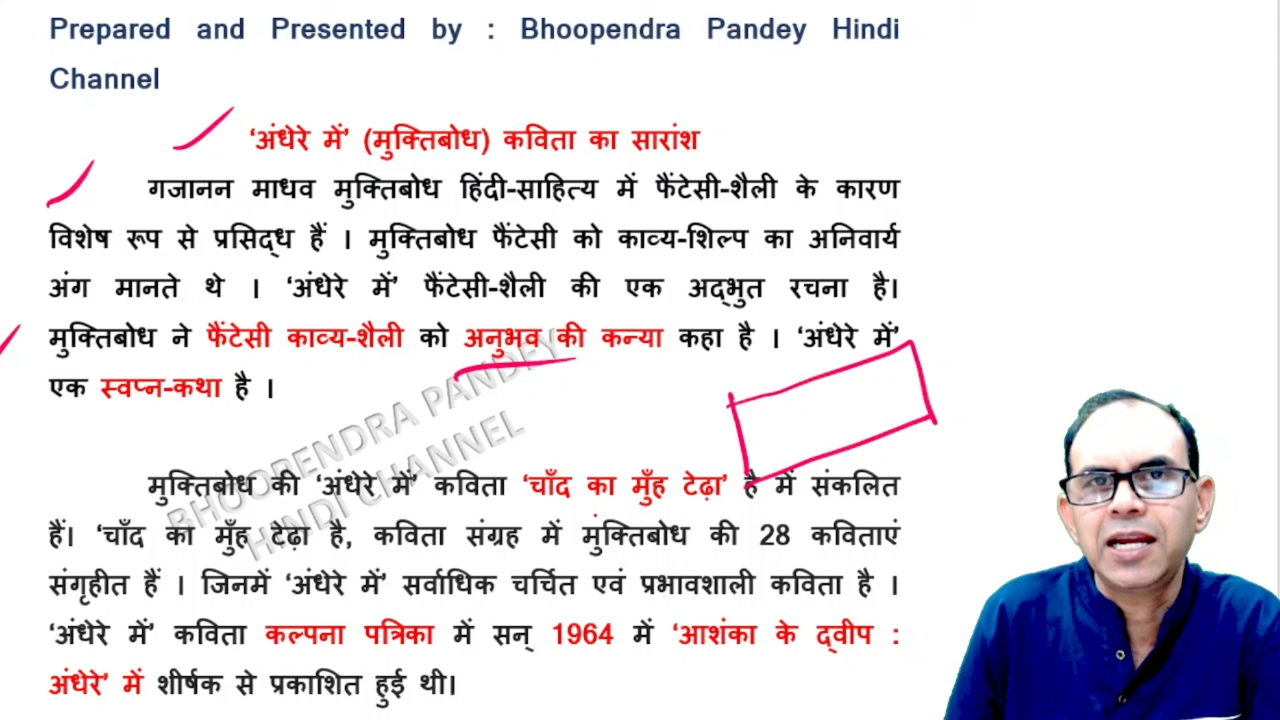 Prepared and Presented by : Bhoopendra Pandey Hindi
Channel
‘अंधेरे में’ (मुक्तिबोध) कविता का सारांश
गजानन माधव मुक्तिबोध हिंदी-साहित्य में फैंटेसी-शैली के कारण
विशेष रूप से प्रसिद्ध हैं । मुक्तिबोध फैंटेसी को काव्य-शिल्प का अनिवार्य
अंग मानते थे । ‘अंधेरे में’ फैंटेसी-शैली की एक अद्भुत रचना है।
मुक्तिबोध ने फैंटेसी काव्य-शैली को अनुभव की कन्या कहा है । ‘अंधेरे में’
एक स्वप्न-कथा है ।
BHOOPENDRA PANDEY
HINDI CHANNEL
मुक्तिबोध की ‘अंधेरे में’ कविता ‘चाँद का मुँह टेढ़ा’ है में संकलित
हैं। ‘चाँद का मुँह टेढ़ा है, कविता संग्रह में मुक्तिबोध की 28 कविताएं
संगृहीत हैं । जिनमें ‘अंधेरे में’ सर्वाधिक चर्चित एवं प्रभावशाली कविता है ।
‘अंधेरे में’ कविता कल्पना पत्रिका में सन् 1964 में ‘आशंका के द्वीप :
अंधेरे’ में शीर्षक से प्रकाशित हुई थी।